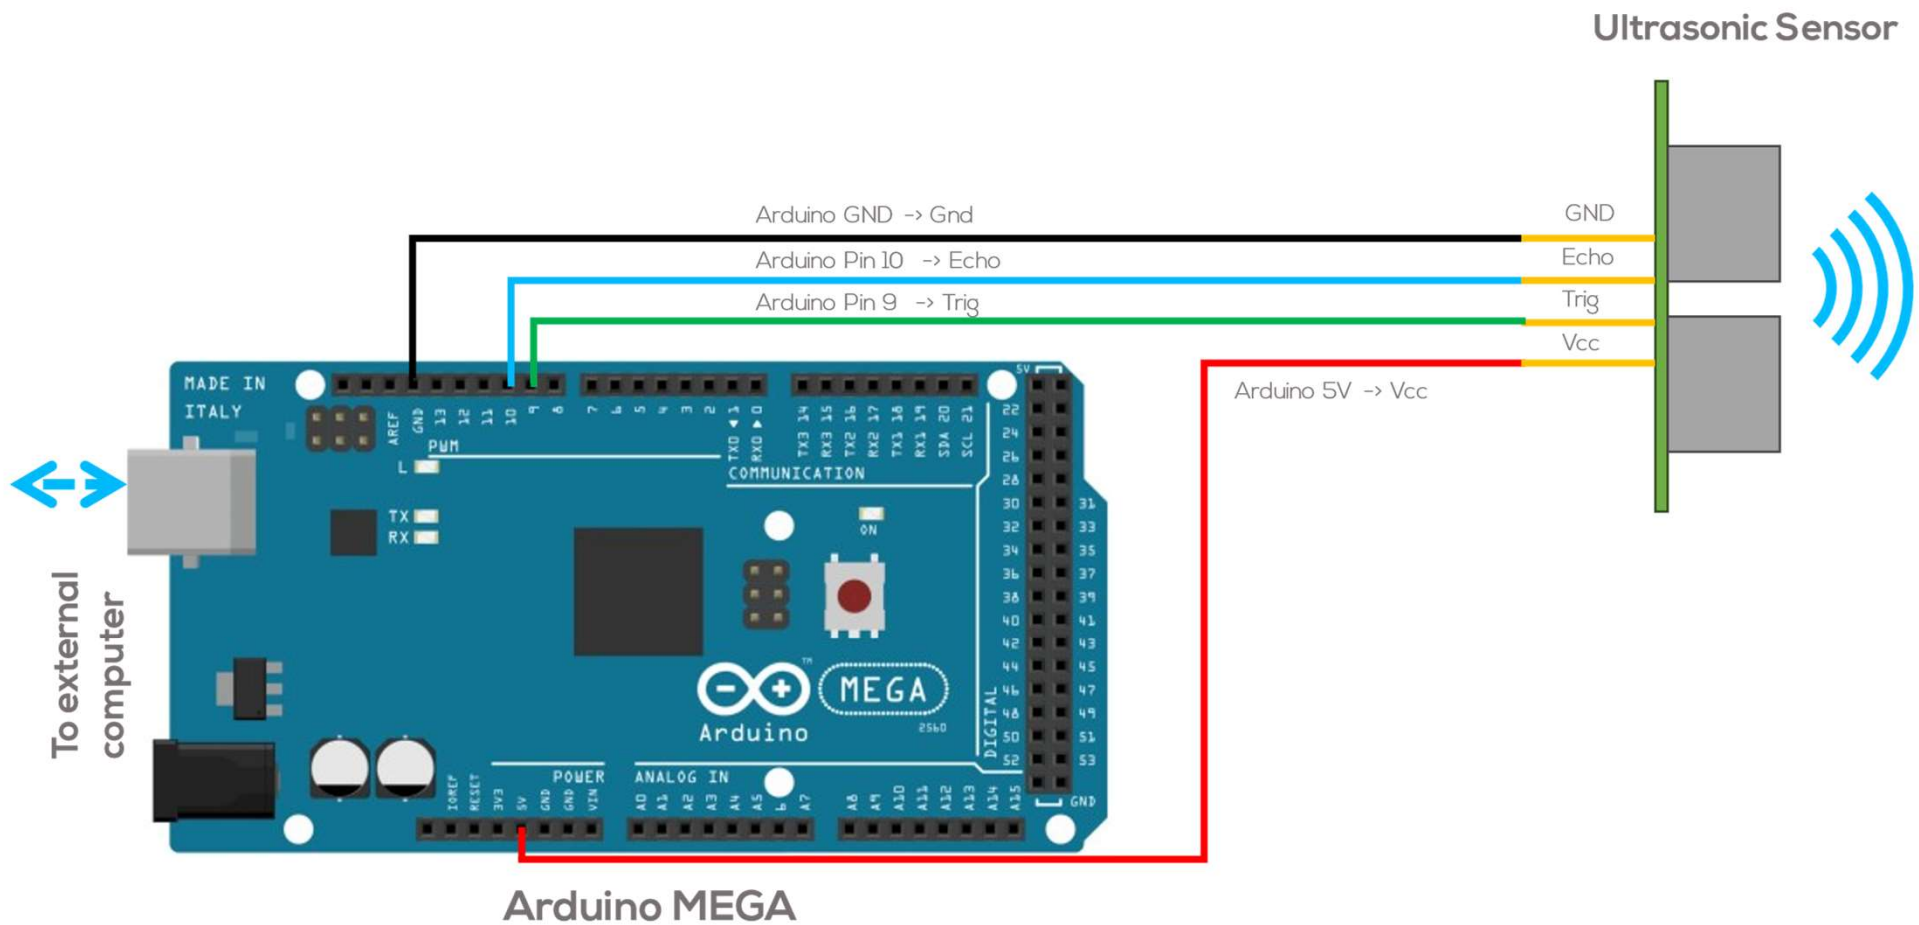 Ultrasonic Sensor
Arduino GND -> Gnd
GND
Arduino Pin 10 -> Echo
Echo
Arduino Pin 9 -> Trig
Trig
Vcc
Arduino 5V -> Vcc
MADE IN
ITALY
AREF
GND
13
12
11
10
9
8
7
6
5
4
3
2
TX0 ▶ 1
RX0 ◀ 0
TX3 14
RX3 15
TX2 16
RX2 17
TX1 18
RX1 19
SDA 20
SCL 21
PWM
COMMUNICATION
L
TX
RX
ON
5V
22
24
26
28
30 31
32 33
34 35
36 37
38 39
40 41
42 43
44 45
46 47
48 49
50 51
52 53
GND
DIGITAL
To external
computer
TM
MEGA
2560
Arduino
POWER
ANALOG IN
IOREF
RESET
3V3
5V
GND
GND
VIN
A0
A1
A2
A3
A4
A5
6
A7
A8
A9
A10
A11
A12
A13
A14
A15
Arduino MEGA